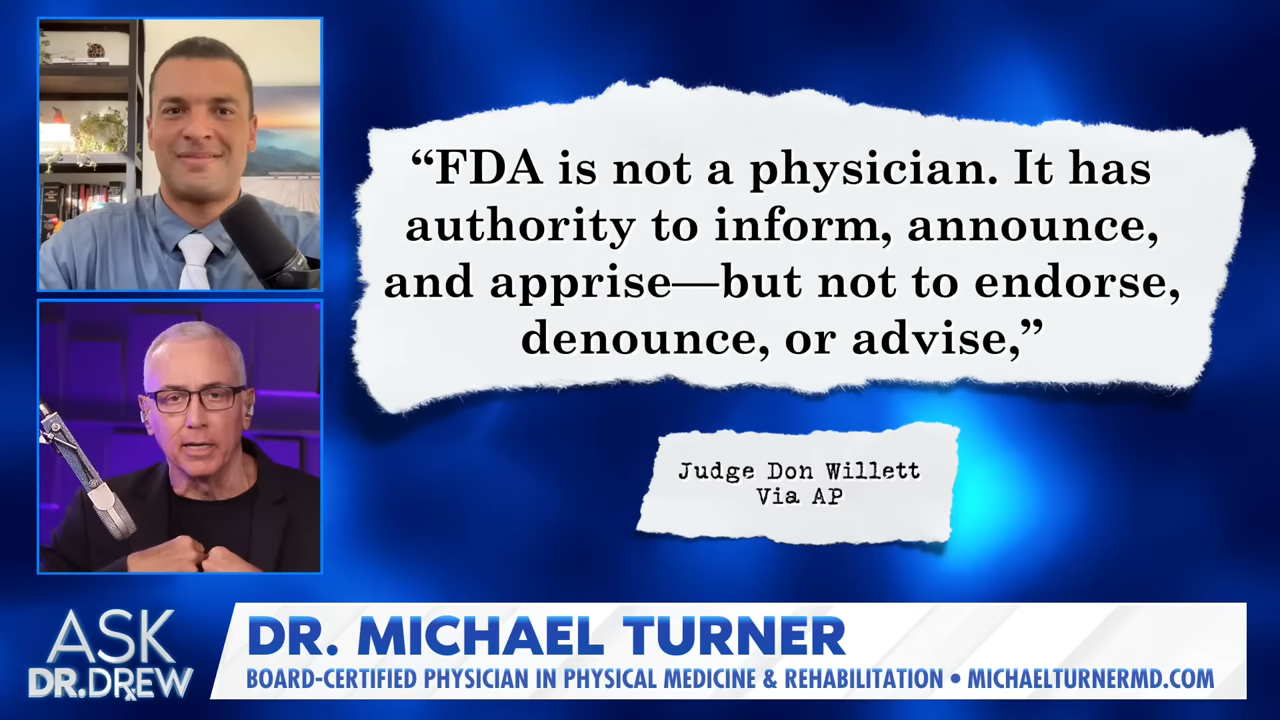 “FDA is not a physician. It has
authority to inform, announce,
and apprise—but not to endorse,
denounce, or advise,”
Judge Don Willett
Via AP
ASK
DR. DREW
DR. MICHAEL TURNER
BOARD-CERTIFIED PHYSICIAN IN PHYSICAL MEDICINE & REHABILITATION • MICHAELTURNERMD.COM